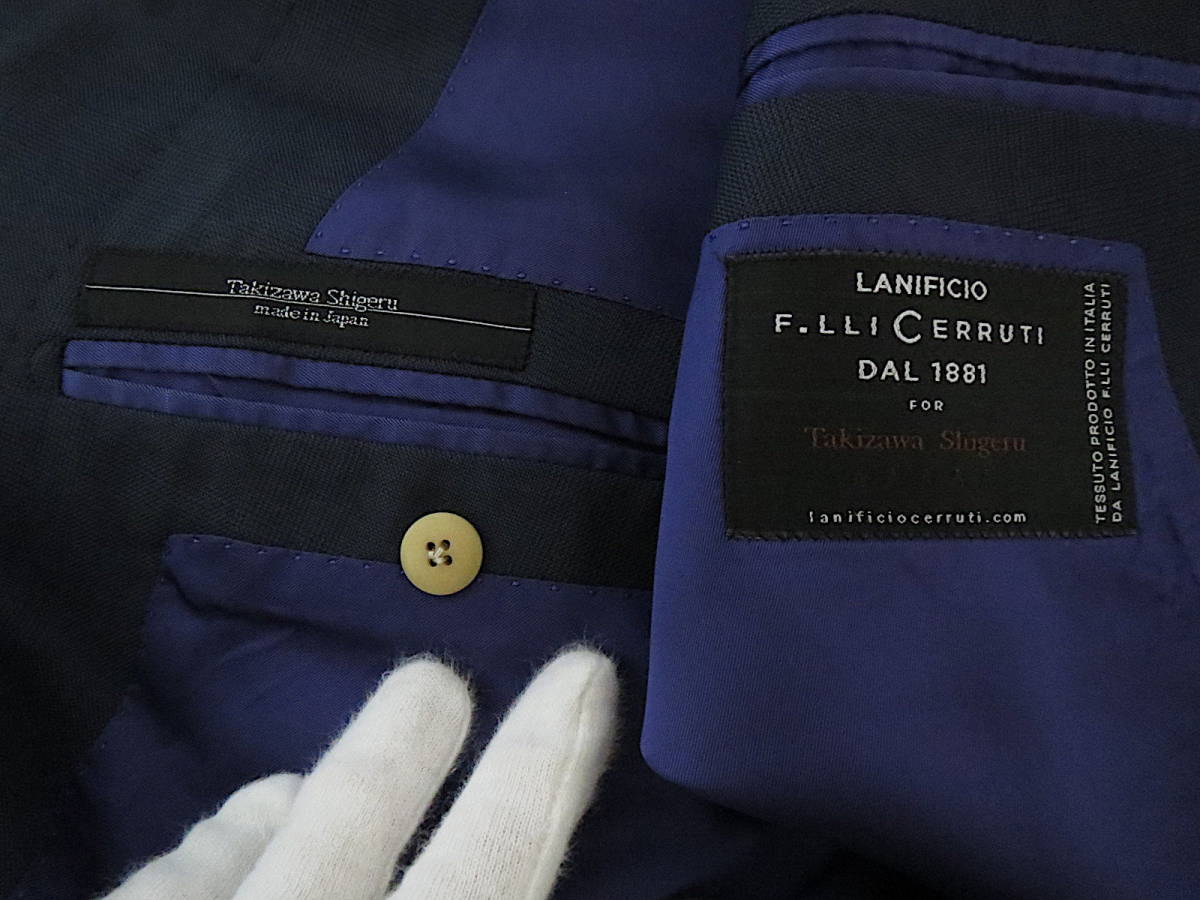 Takizawa Shigeru
made in Japan
LANIFICIO
F.LLI CERRUTI
DAL 1881
FOR
Takizawa Shigeru
lanificiocerruti.com
TESSUTO PRODOTTO IN ITALIA
DA LANIFICIO F.LLI CERRUTI